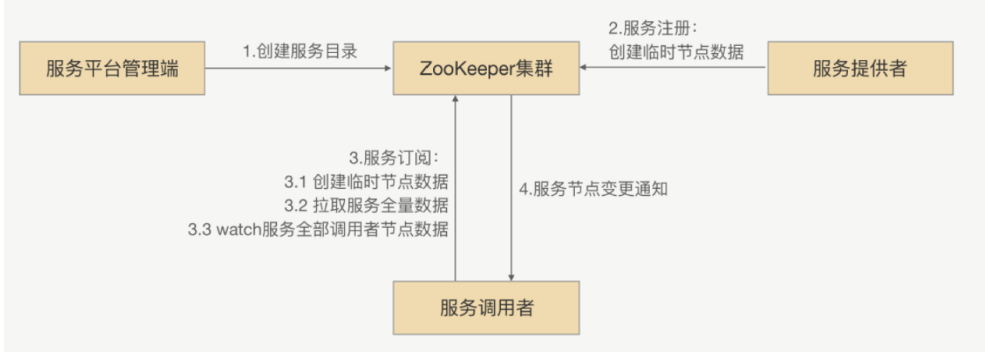 2.服务注册：
1.创建服务目录
创建临时节点数据
服务平台管理端
ZooKeeper集群
服务提供者
3.服务订阅：
3.1 创建临时节点数据
3.2 拉取服务全量数据
3.3 watch服务全部调用者节点数据
4.服务节点变更通知
服务调用者